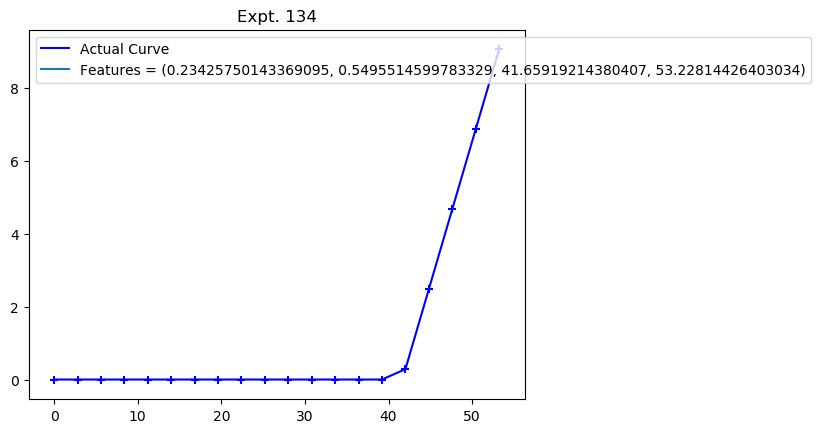 Expt. 134
Actual Curve
Features = (0.23425750143369095, 0.5495514599783329, 41.65919214380407, 53.22814426403034)
8
6
4
2
0
0 10 20 30 40 50